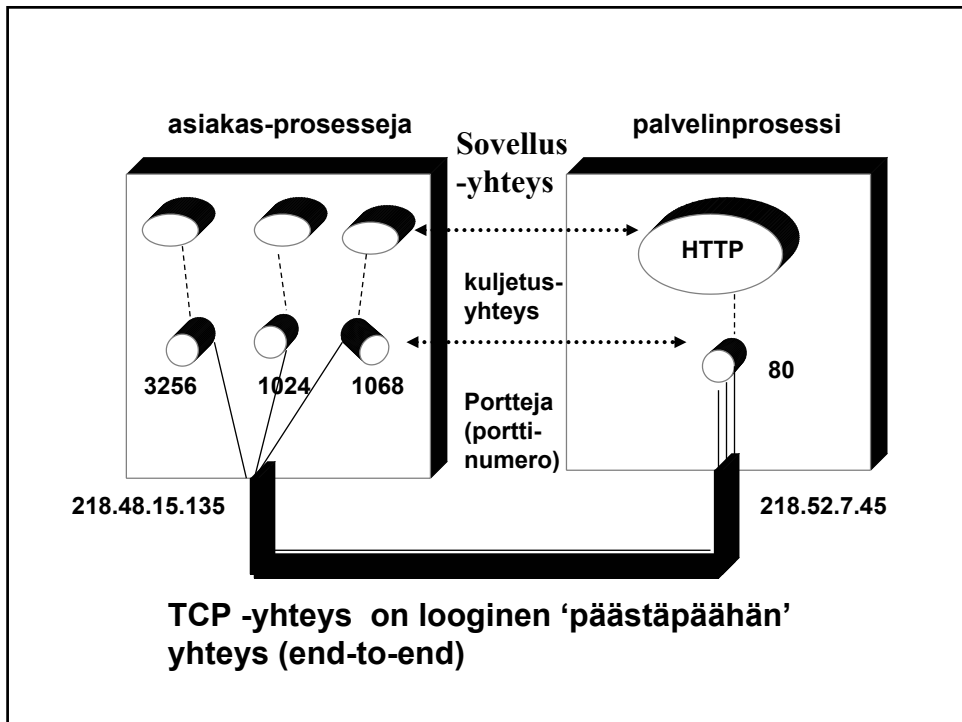 asiakas-prosesseja
palvelinprosessi
Sovellus
-yhteys
HTTP
kuljetus-
yhteys
3256
1024
1068
80
Portteja
(portti-
numero)
218.48.15.135
218.52.7.45
TCP -yhteys on looginen ‘päästäpäähän’
yhteys (end-to-end)